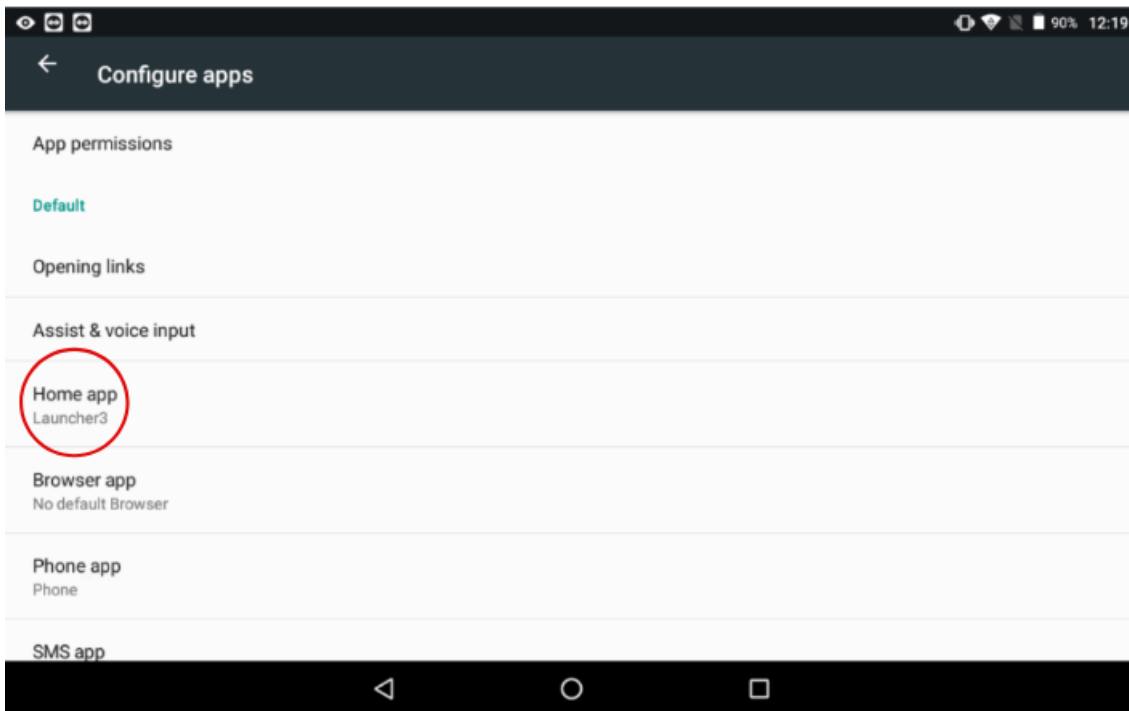 90% 12:19
Configure apps
App permissions
Default
Opening links
Assist & voice input
Home app
Launcher3
Browser app
No default Browser
Phone app
Phone
SMS app